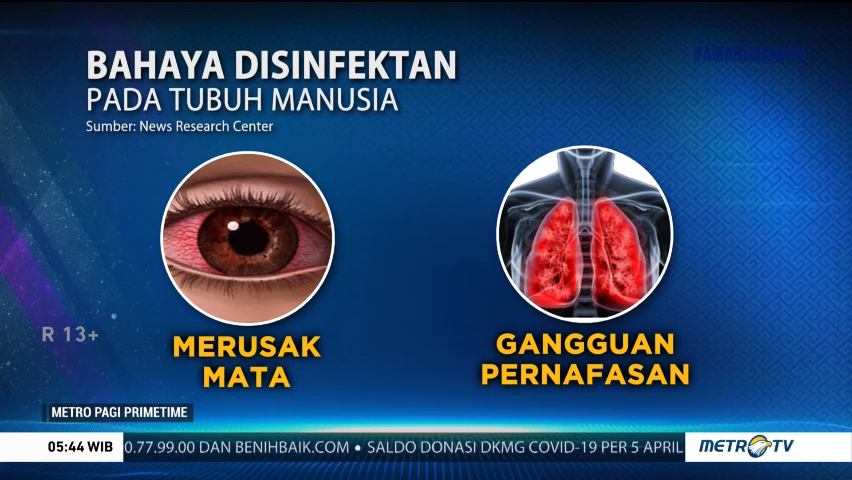 BAHAYA DISINFEKTAN
PADA TUBUH MANUSIA
Sumber: News Research Center
#AMANDIRUMAH
MERUSAK
MATA
GANGGUAN
PERNAFASAN
R 13+
METRO PAGI PRIMETIME
05:44 WIB
0.77.99.00 DAN BENIHBAIK.COM • SALDO DONASI DKMG COVID-19 PER 5 APRIL
METRO TV